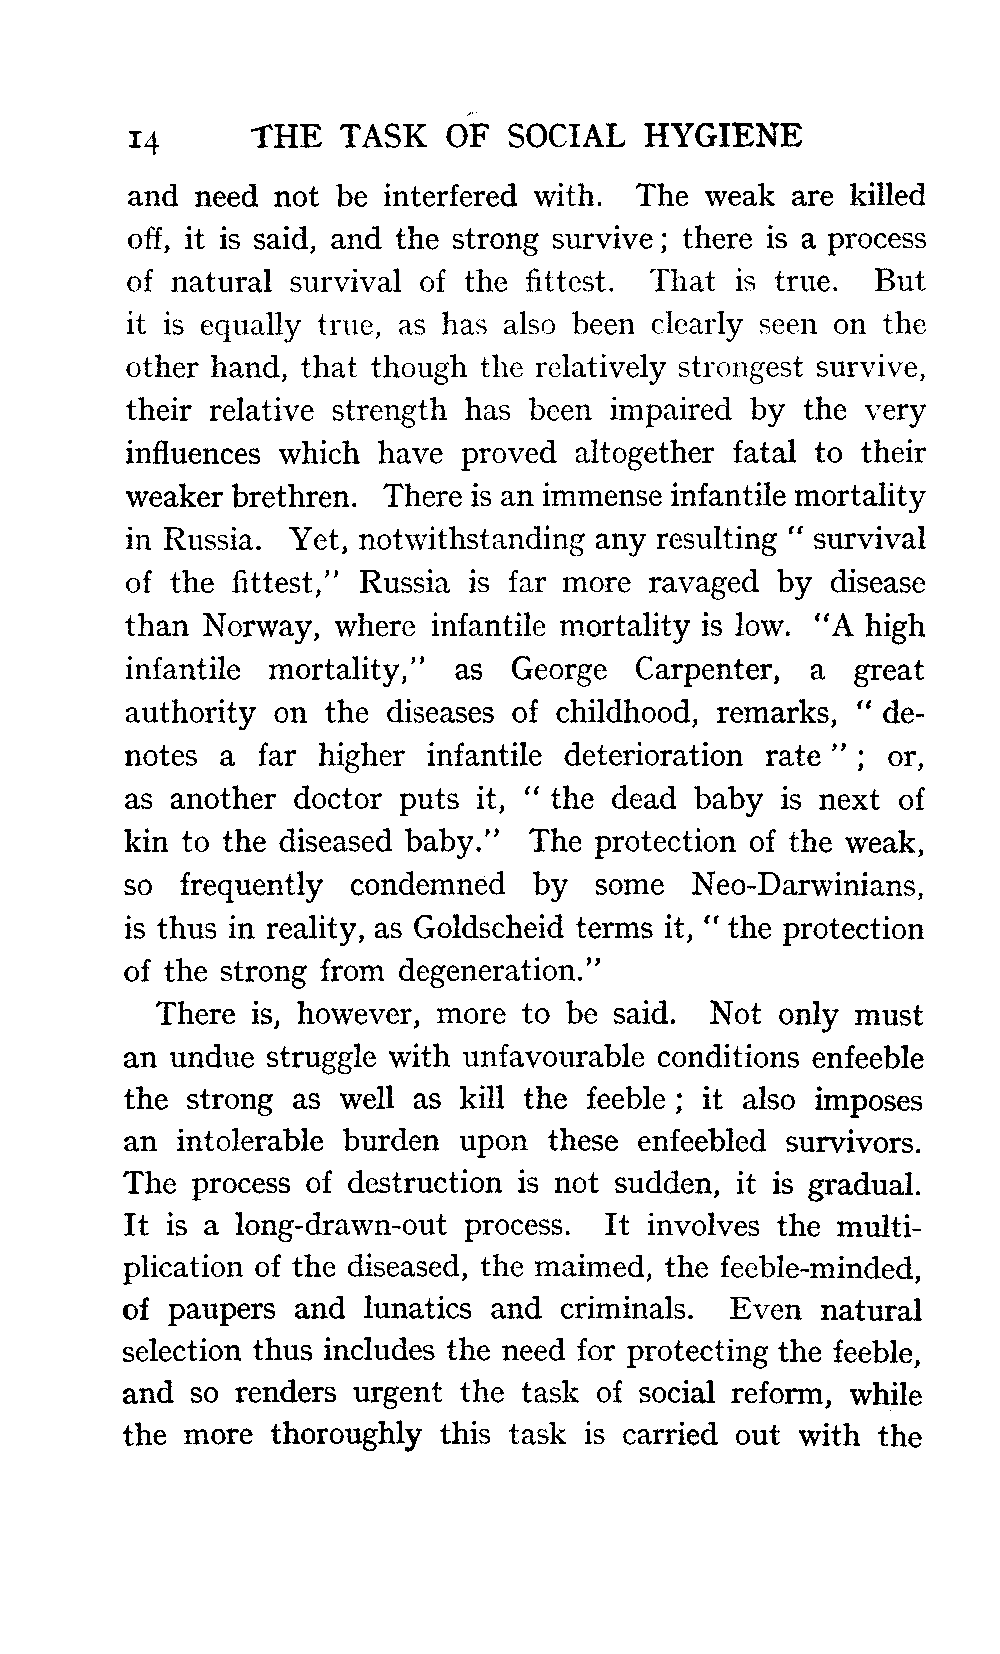 14 THE TASK OF SOCIAL HYGIENE
and need not be interfered with. The weak are killed
off, it is said, and the strong survive ; there is a process
of natural survival of the fittest. That is true. But
it is equally true, as has also been clearly seen on the
other hand, that though the relatively strongest survive,
their relative strength has been impaired by the very
influences which have proved altogether fatal to their
weaker brethren. There is an immense infantile mortality
in Russia. Yet, notwithstanding any resulting “ survival
of the fittest,” Russia is far more ravaged by disease
than Norway, where infantile mortality is low. “A high
infantile mortality,” as George Carpenter, a great
authority on the diseases of childhood, remarks, “ de-
notes a far higher infantile deterioration rate ” ; or,
as another doctor puts it, “ the dead baby is next of
kin to the diseased baby.” The protection of the weak,
so frequently condemned by some Neo-Darwinians,
is thus in reality, as Goldscheid terms it, “ the protection
of the strong from degeneration.”
There is, however, more to be said. Not only must
an undue struggle with unfavourable conditions enfeeble
the strong as well as kill the feeble ; it also imposes
an intolerable burden upon these enfeebled survivors.
The process of destruction is not sudden, it is gradual.
It is a long-drawn-out process. It involves the multi-
plication of the diseased, the maimed, the feeble-minded,
of paupers and lunatics and criminals. Even natural
selection thus includes the need for protecting the feeble,
and so renders urgent the task of social reform, while
the more thoroughly this task is carried out with the